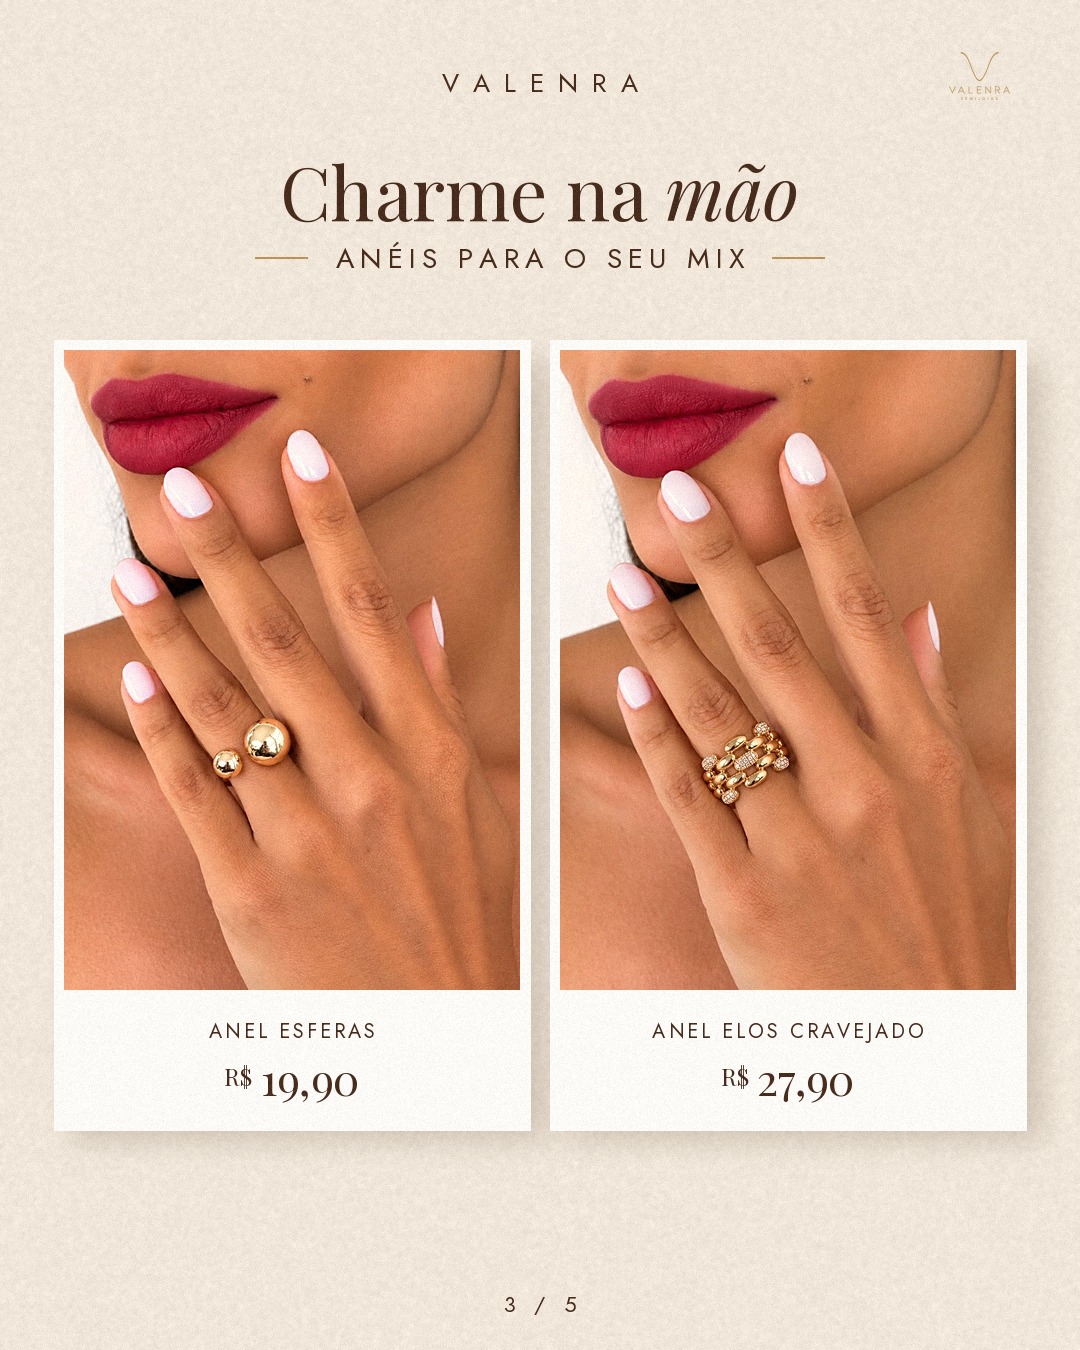 VALENRA
VALENRA
SEMIJOIAS
Charme na mão
ANÉIS PARA O SEU MIX
ANEL ESFERAS
R$ 19,90
ANEL ELOS CRAVEJADO
R$ 27,90
3 / 5